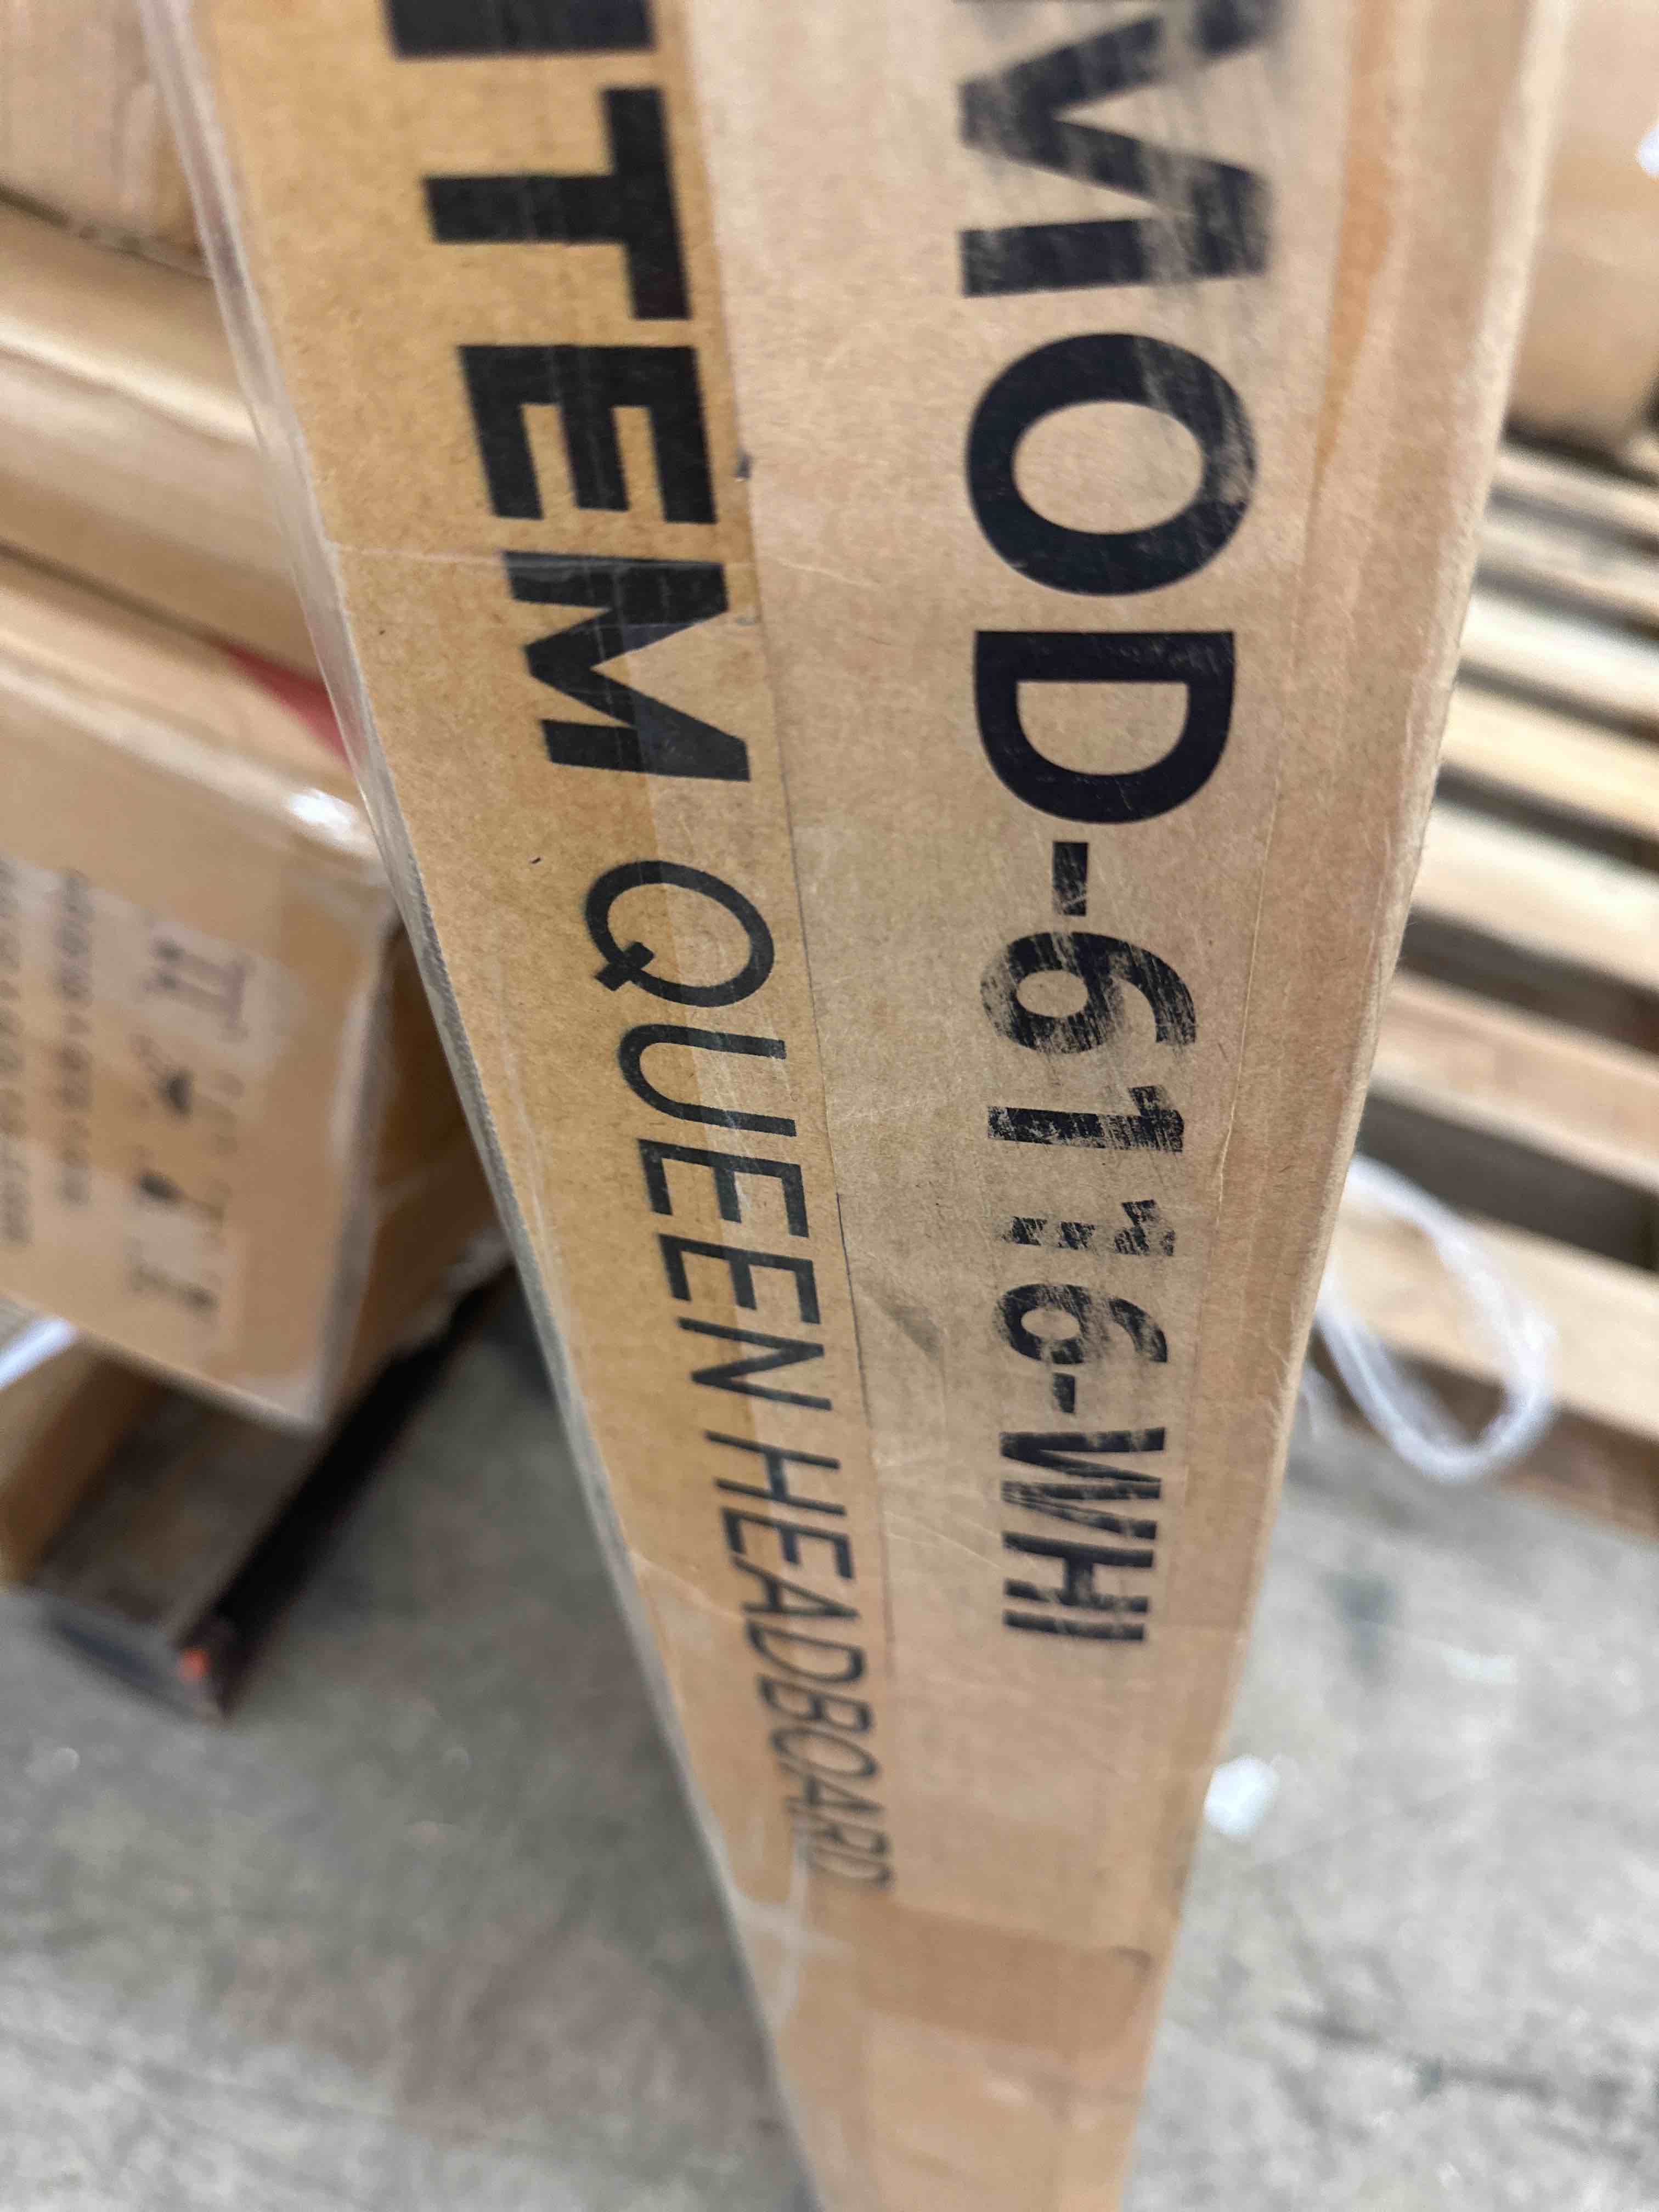 MOD-6116-WHI
ITEM QUEEN HEADBOARD